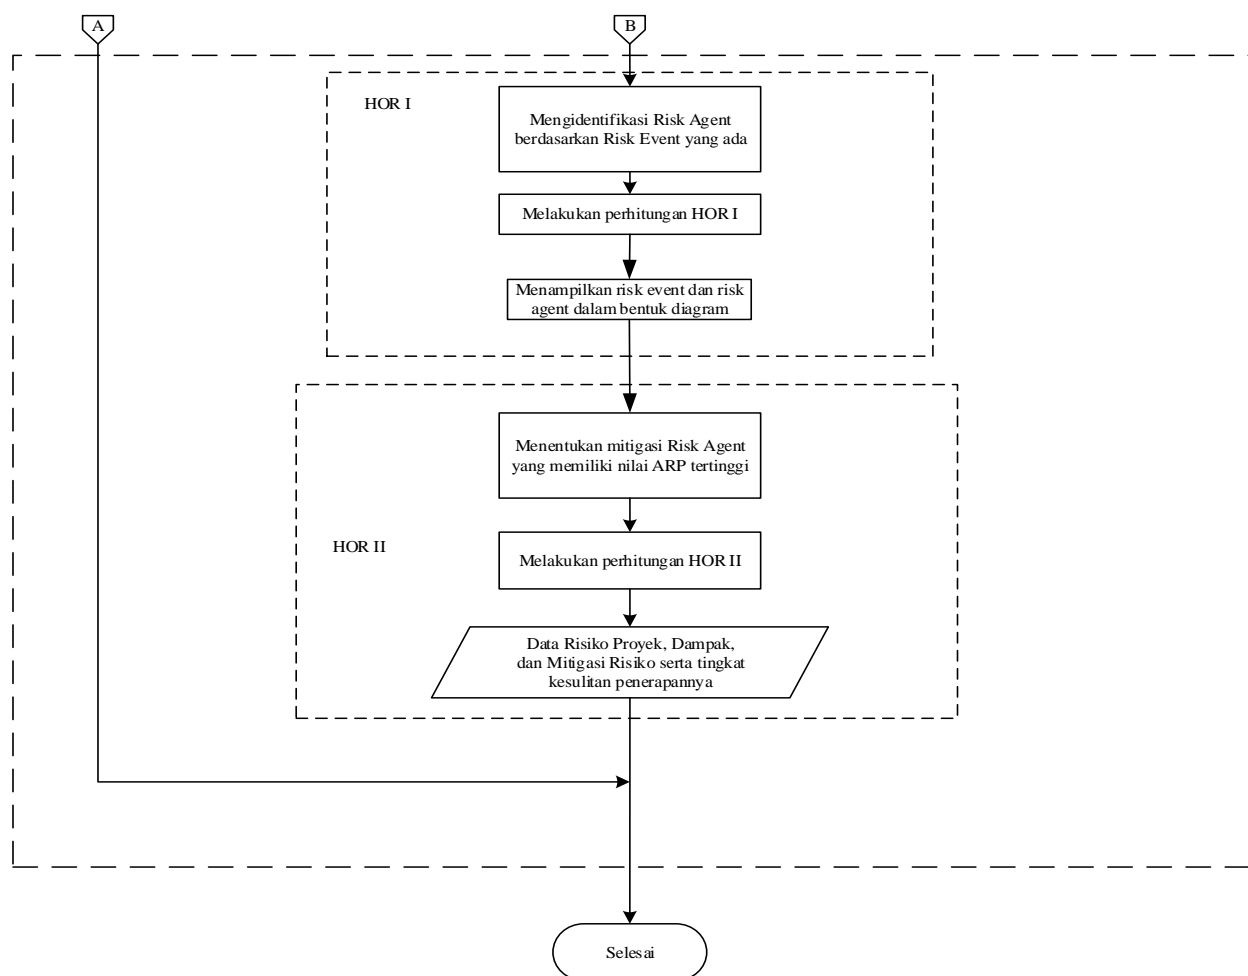 A
B
HOR I
Mengidentifikasi Risk Agent
berdasarkan Risk Event yang ada
Melakukan perhitungan HOR I
Menampilkan risk event dan risk
agent dalam bentuk diagram
Menentukan mitigasi Risk Agent
yang memiliki nilai ARP tertinggi
HOR II
Melakukan perhitungan HOR II
Data Risiko Proyek, Dampak,
dan Mitigasi Risiko serta tingkat
kesulitan penerapannya
Selesai